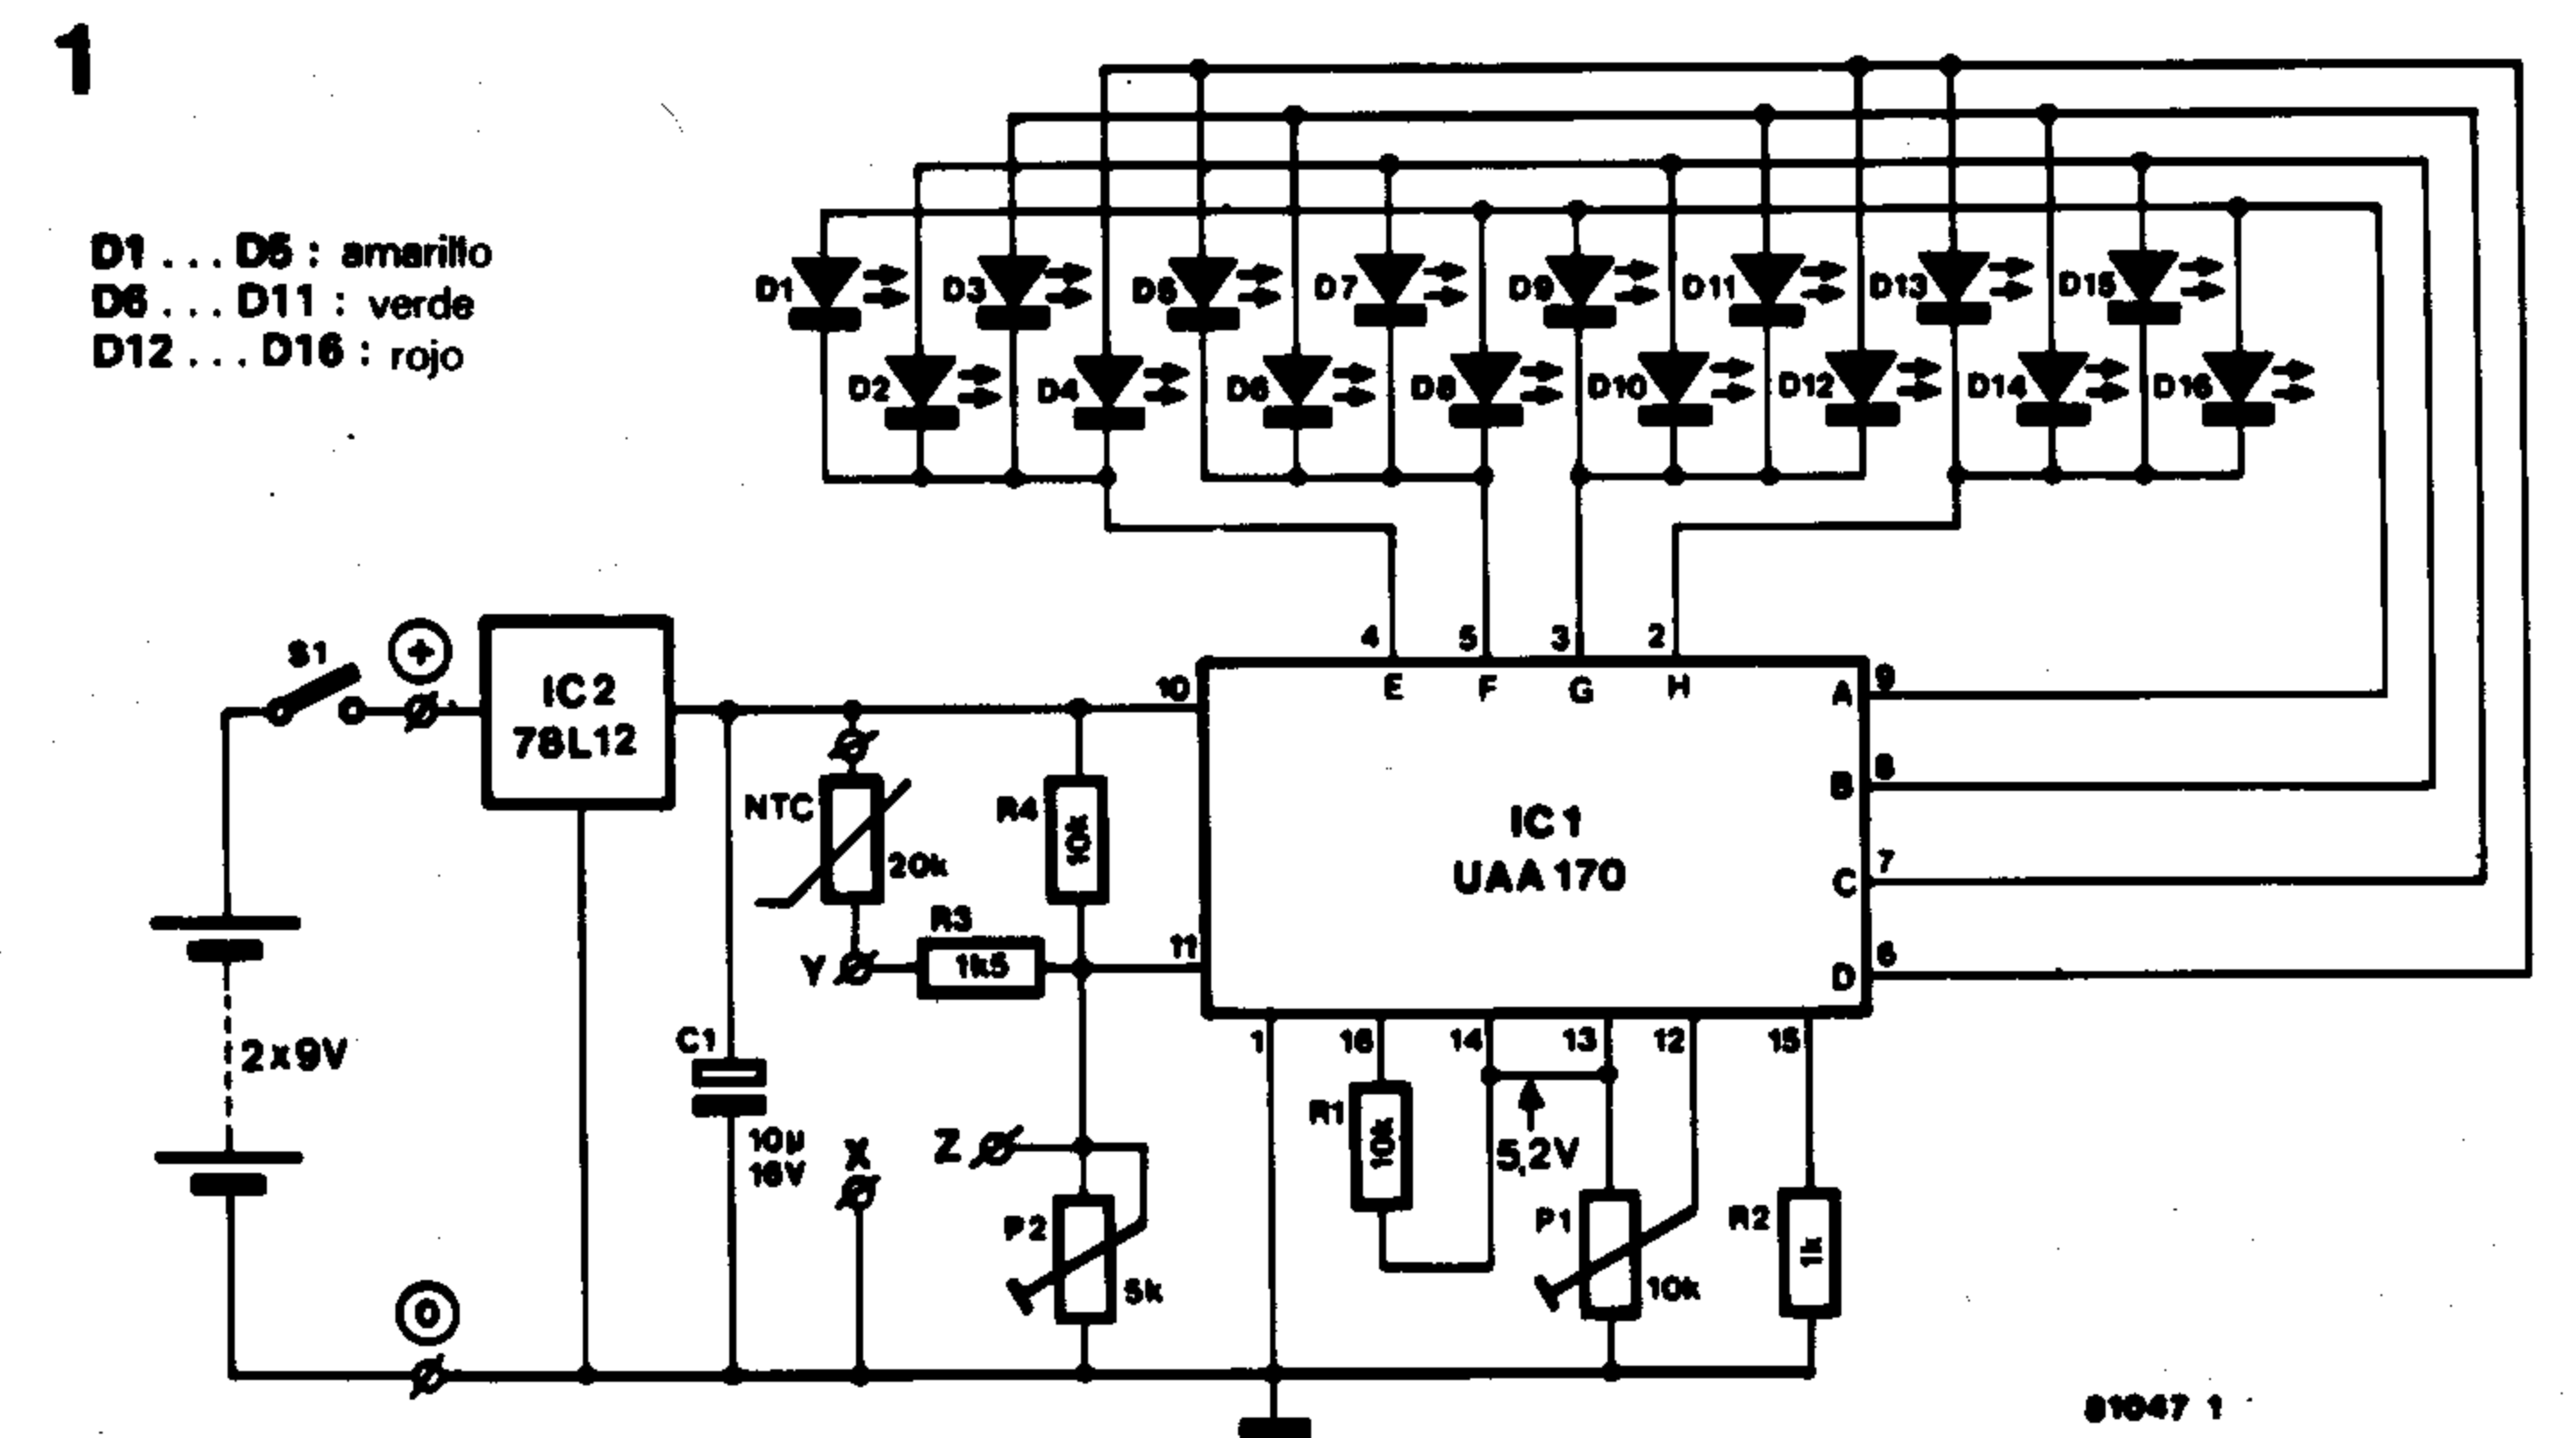 1
D1 ... D5 : amarillo
D6 ... D11 : verde
D12 ... D16 : rojo
D1 D3 D5 D7 D9 D11 D13 D15
D2 D4 D6 D8 D10 D12 D14 D16
S1
+
IC2
78L12
4 5 3 2
E F G H
10
A 9
B 8
C 7
D 6
NTC
20k
R4
10k
IC1
UAA170
R3
1k5
Y
11
2x9V
C1
10µ
16V
X
Z
P2
5k
1 16 14 13 12 15
R1
10k
5,2V
P1
10k
R2
1k
0
81047 1